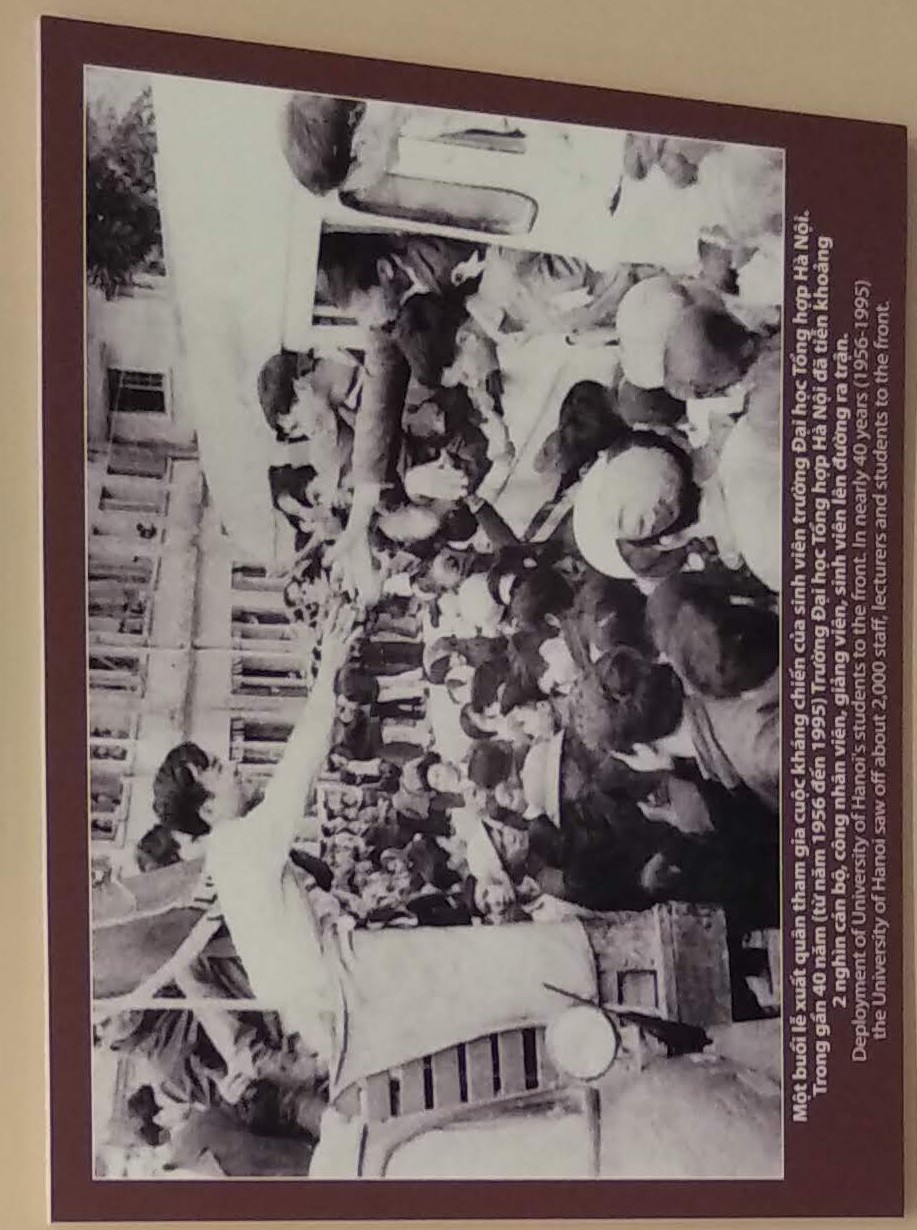 Một buổi lễ xuất quân tham gia cuộc kháng chiến của sinh viên trường Đại học Tổng hợp Hà Nội.
Trong gần 40 năm (từ năm 1956 đến 1995) Trường Đại học Tổng hợp Hà Nội đã tiễn khoảng
2 nghìn cán bộ, công nhân viên, giảng viên, sinh viên lên đường ra trận.
Deployment of University of Hanoi's students to the front. In nearly 40 years (1956-1995)
the University of Hanoi saw off about 2,000 staff, lecturers and students to the front.